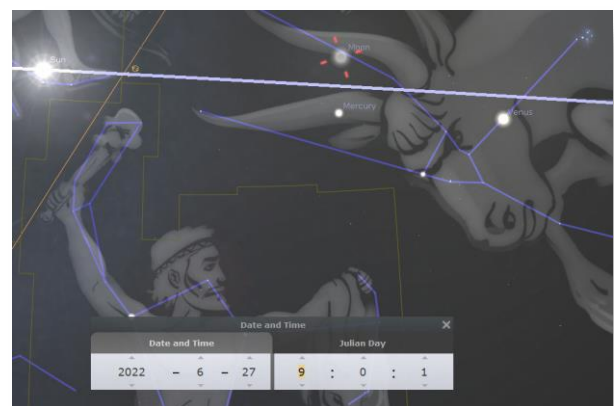 Sun
Moon
Mercury
Venus
Date and Time
Date and Time Julian Day
2022 - 6 - 27 9 : 0 : 1